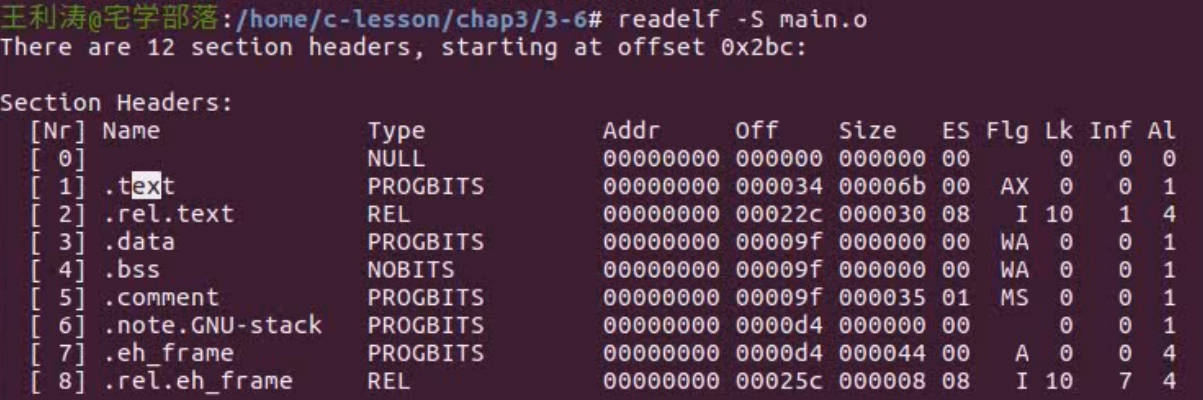 王利涛@宅学部落:/home/c-lesson/chap3/3-6# readelf -S main.o
There are 12 section headers, starting at offset 0x2bc:
Section Headers:
[Nr] Name Type Addr Off Size ES Flg Lk Inf Al
[ 0] NULL 00000000 000000 000000 00 0 0 0
[ 1] .text PROGBITS 00000000 000034 00006b 00 AX 0 0 1
[ 2] .rel.text REL 00000000 00022c 000030 08 I 10 1 4
[ 3] .data PROGBITS 00000000 00009f 000000 00 WA 0 0 1
[ 4] .bss NOBITS 00000000 00009f 000000 00 WA 0 0 1
[ 5] .comment PROGBITS 00000000 00009f 000035 01 MS 0 0 1
[ 6] .note.GNU-stack PROGBITS 00000000 0000d4 000000 00 0 0 1
[ 7] .eh_frame PROGBITS 00000000 0000d4 000044 00 A 0 0 4
[ 8] .rel.eh_frame REL 00000000 00025c 000008 08 I 10 7 4